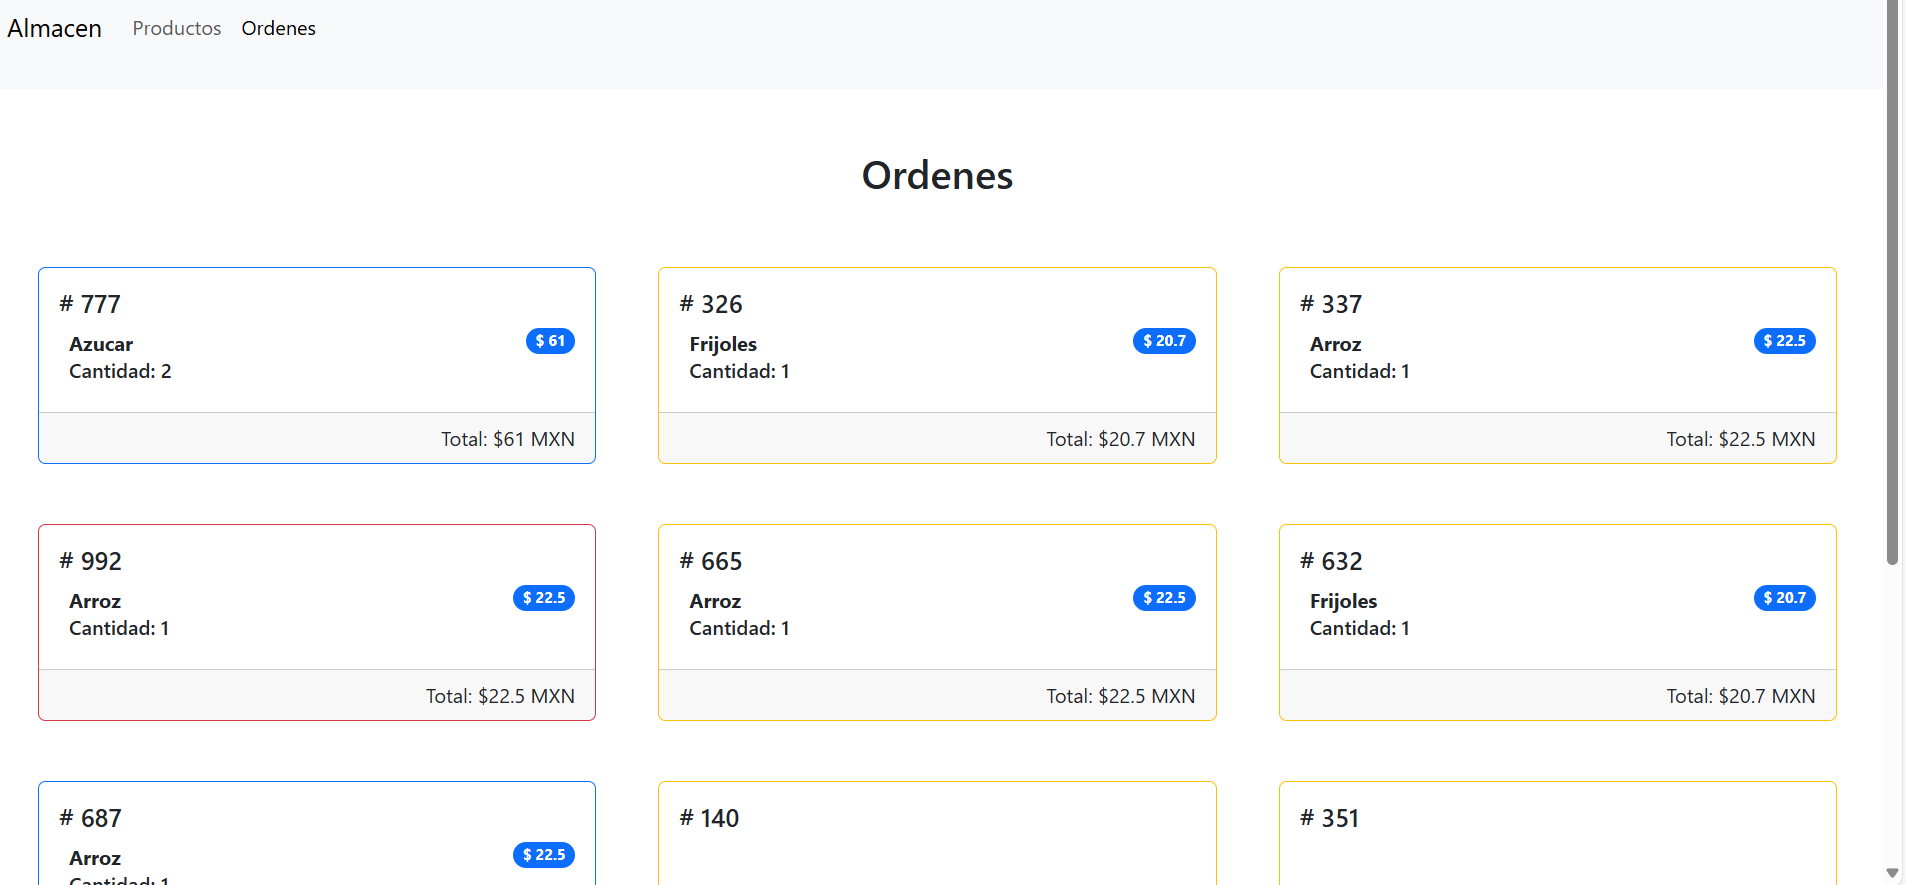 Almacen Productos Ordenes
Ordenes
# 777
Azucar $ 61
Cantidad: 2
Total: $61 MXN
# 326
Frijoles $ 20.7
Cantidad: 1
Total: $20.7 MXN
# 337
Arroz $ 22.5
Cantidad: 1
Total: $22.5 MXN
# 992
Arroz $ 22.5
Cantidad: 1
Total: $22.5 MXN
# 665
Arroz $ 22.5
Cantidad: 1
Total: $22.5 MXN
# 632
Frijoles $ 20.7
Cantidad: 1
Total: $20.7 MXN
# 687
Arroz $ 22.5
Cantidad: 1
# 140
# 351